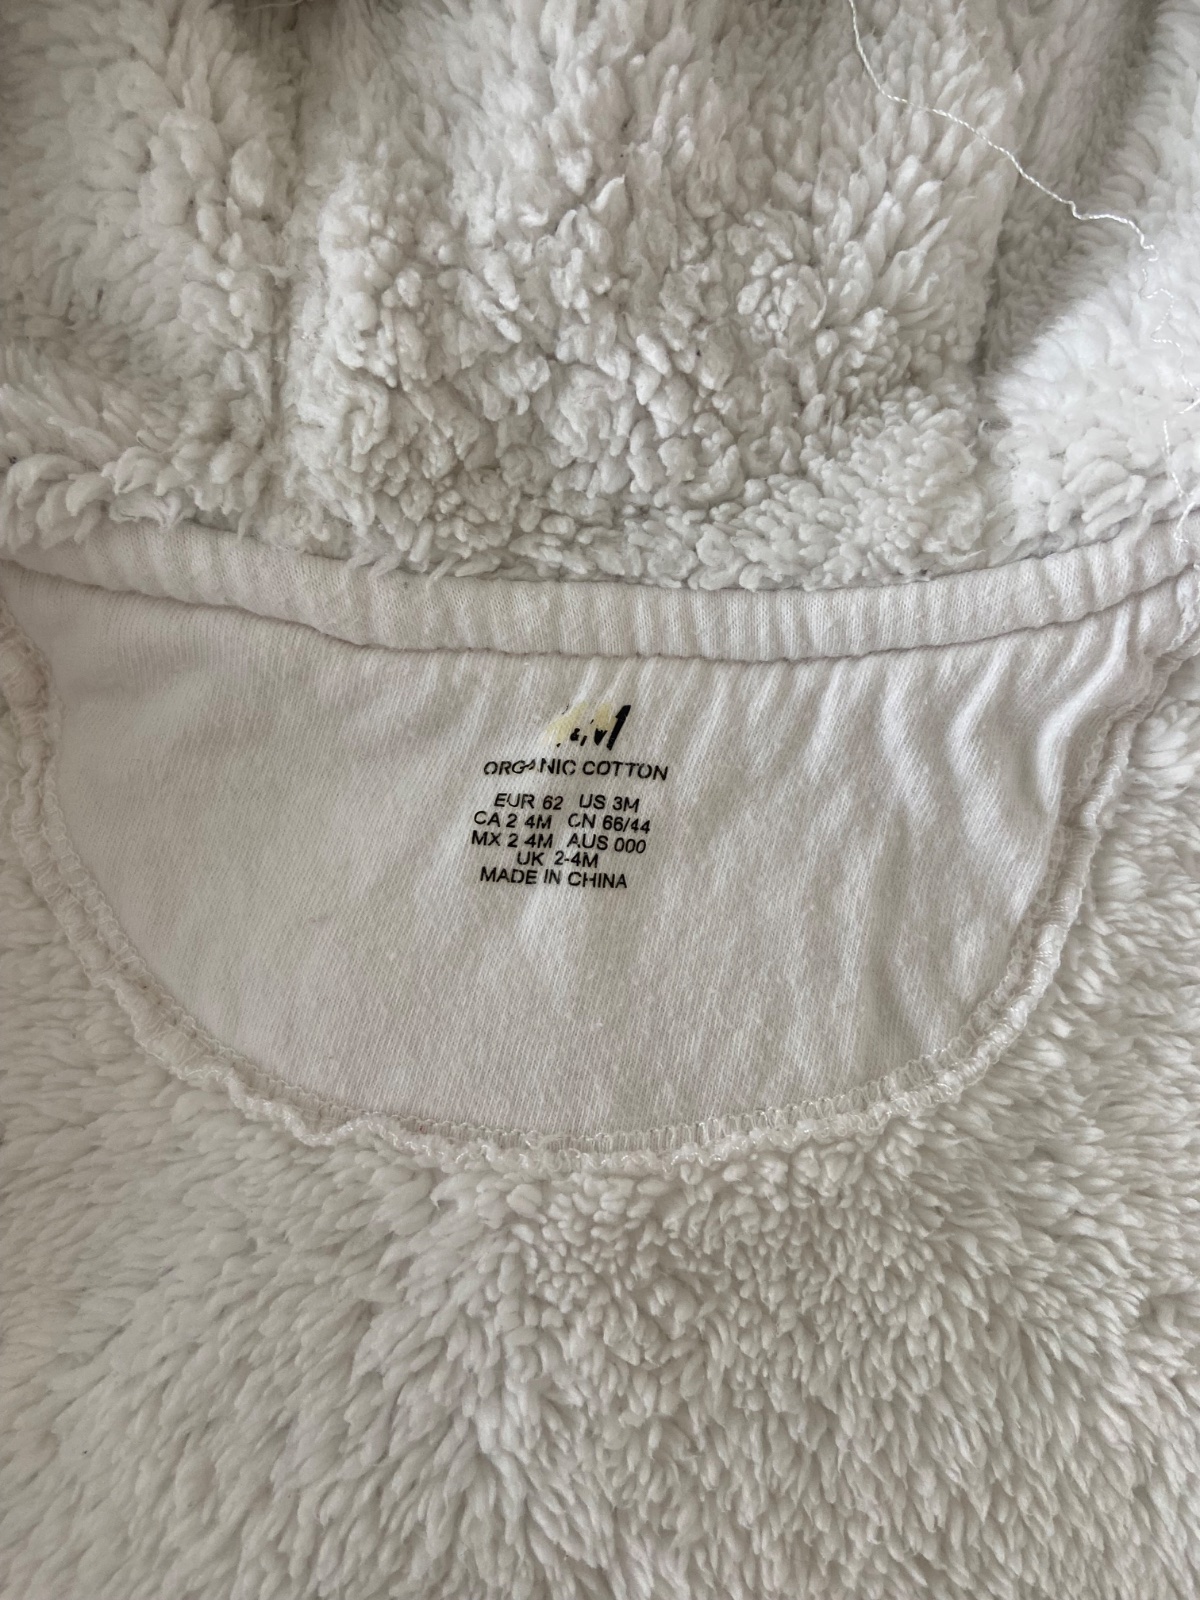 H&M
ORGANIC COTTON
EUR 62 US 3M
CA 2-4M CN 66/44
MX 2-4M AUS 000
UK 2-4M
MADE IN CHINA